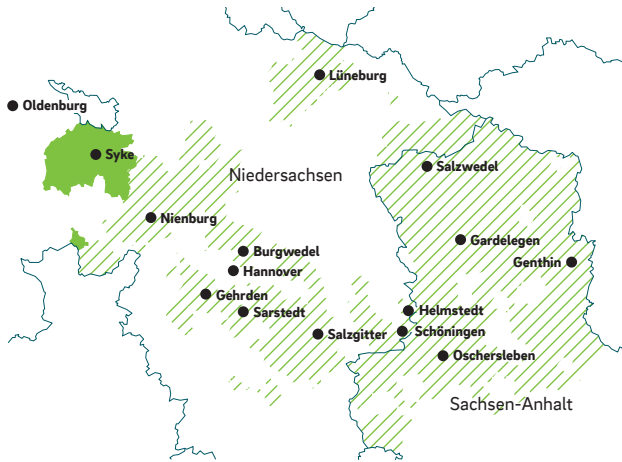 Lüneburg
Oldenburg
Syke
Salzwedel
Niedersachsen
Nienburg
Gardelegen
Burgwedel
Genthin
Hannover
Gehrden
Helmstedt
Sarstedt
Schöningen
Salzgitter
Oschersleben
Sachsen-Anhalt